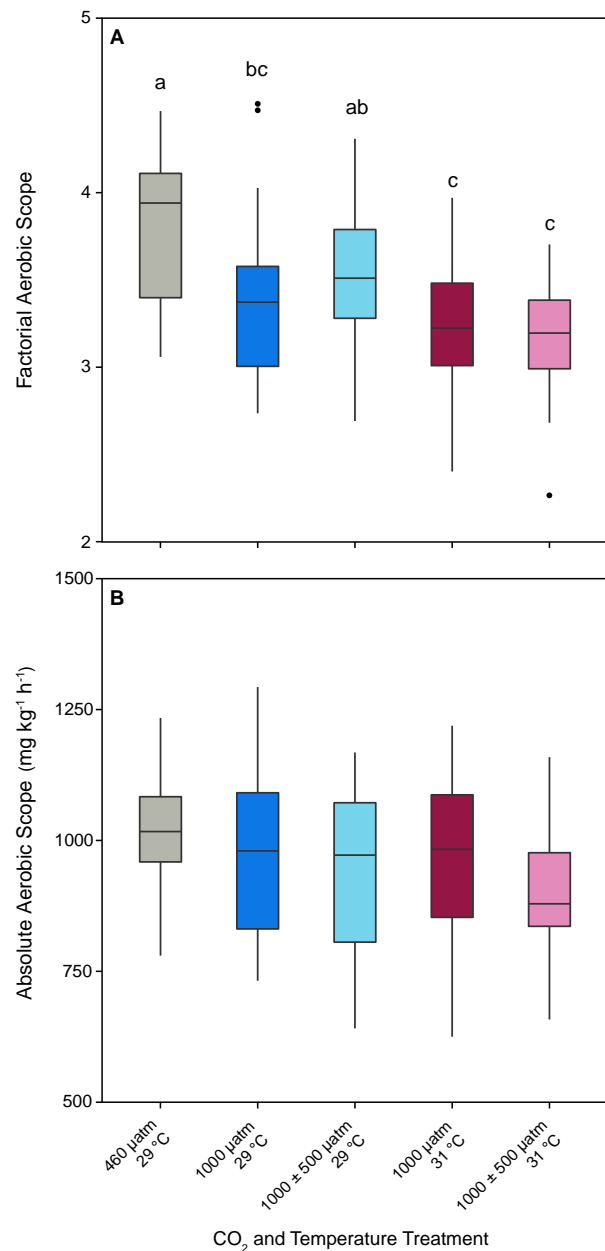 A
5
4
3
2
Factorial Aerobic Scope
a
bc
ab
c
c
B
1500
1250
1000
750
500
Absolute Aerobic Scope (mg kg⁻¹ h⁻¹)
460 µatm
29 °C
1000 µatm
29 °C
1000 ± 500 µatm
29 °C
1000 µatm
31 °C
1000 ± 500 µatm
31 °C
CO₂ and Temperature Treatment